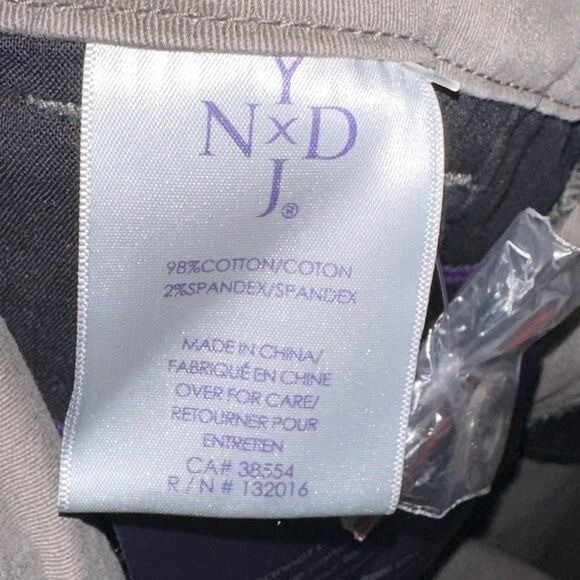 Y
N×D
J®
98%COTTON/COTON
2%SPANDEX/SPANDEX
MADE IN CHINA/
FABRIQUÉ EN CHINE
OVER FOR CARE/
RETOURNER POUR
ENTRETIEN
CA# 38554
R / N # 132016